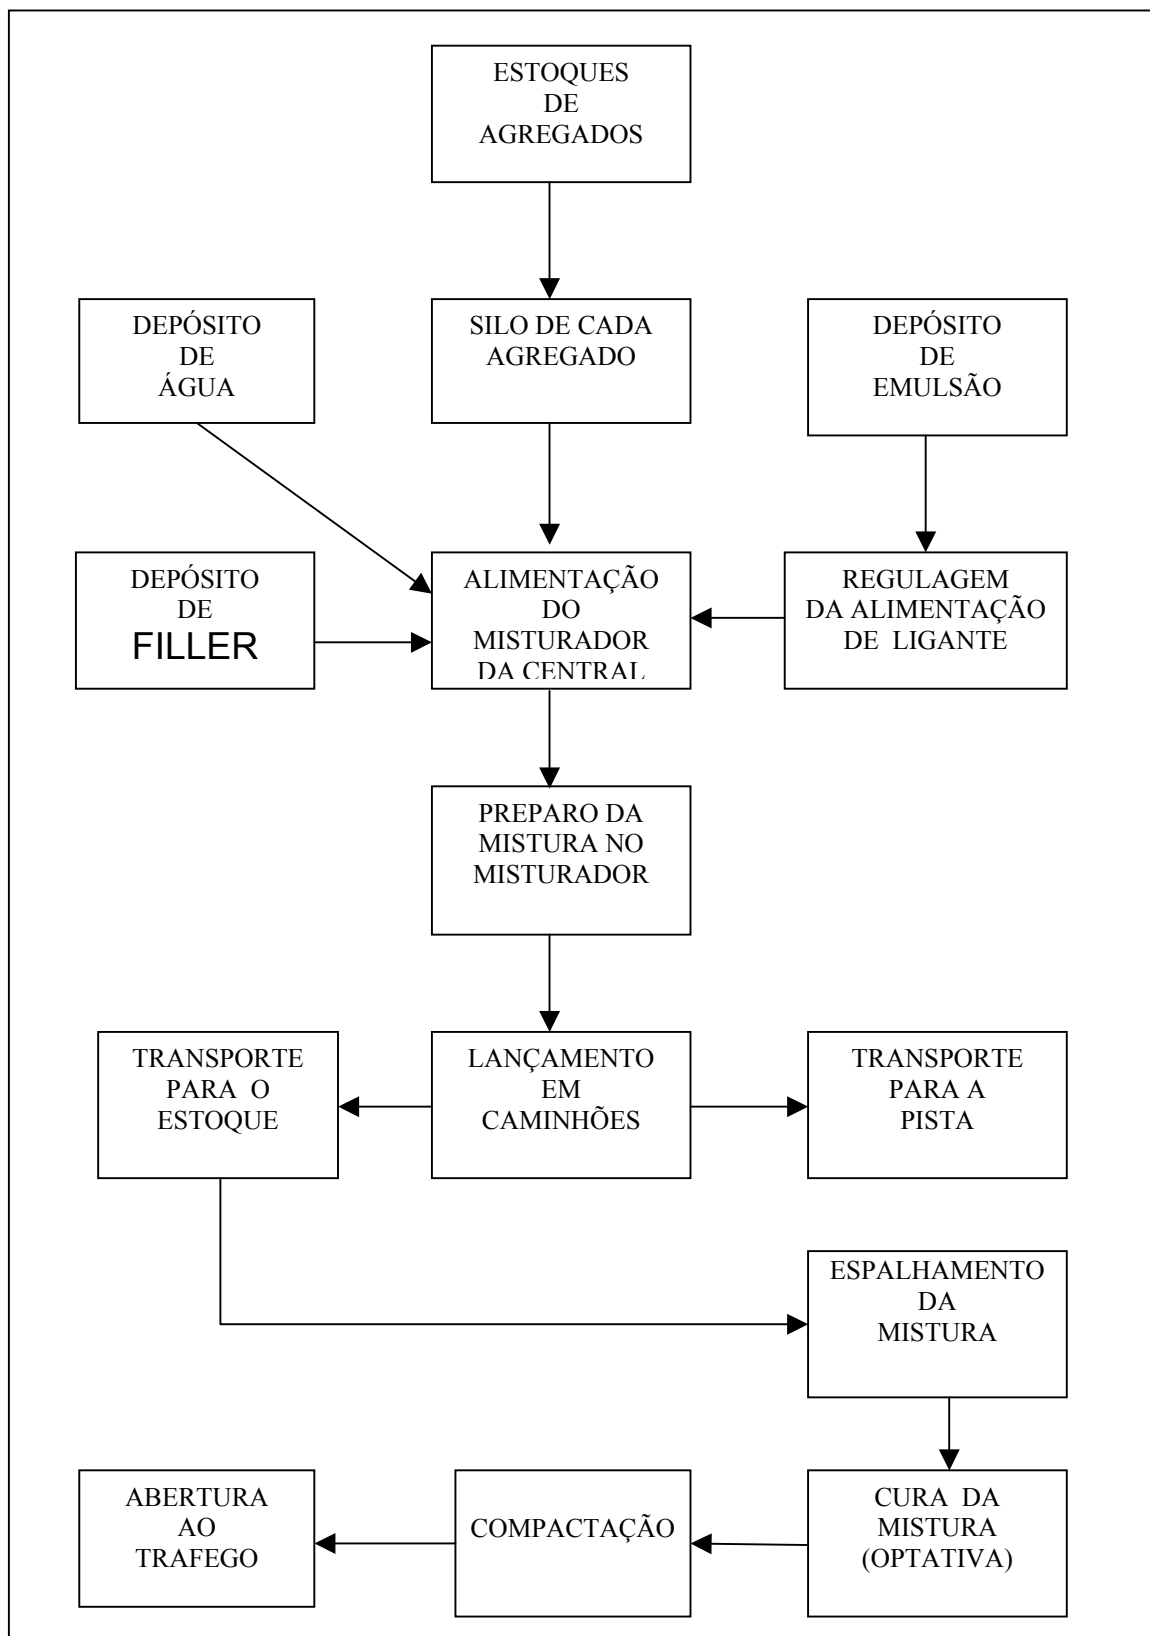 ESTOQUES
DE
AGREGADOS
DEPÓSITO
DE
ÁGUA
SILO DE CADA
AGREGADO
DEPÓSITO
DE
EMULSÃO
DEPÓSITO
DE
FILLER
ALIMENTAÇÃO
DO
MISTURADOR
DA CENTRAL
REGULAGEM
DA ALIMENTAÇÃO
DE LIGANTE
PREPARO DA
MISTURA NO
MISTURADOR
TRANSPORTE
PARA O
ESTOQUE
LANÇAMENTO
EM
CAMINHÕES
TRANSPORTE
PARA A
PISTA
ESPALHAMENTO
DA
MISTURA
ABERTURA
AO
TRAFEGO
COMPACTAÇÃO
CURA DA
MISTURA
(OPTATIVA)